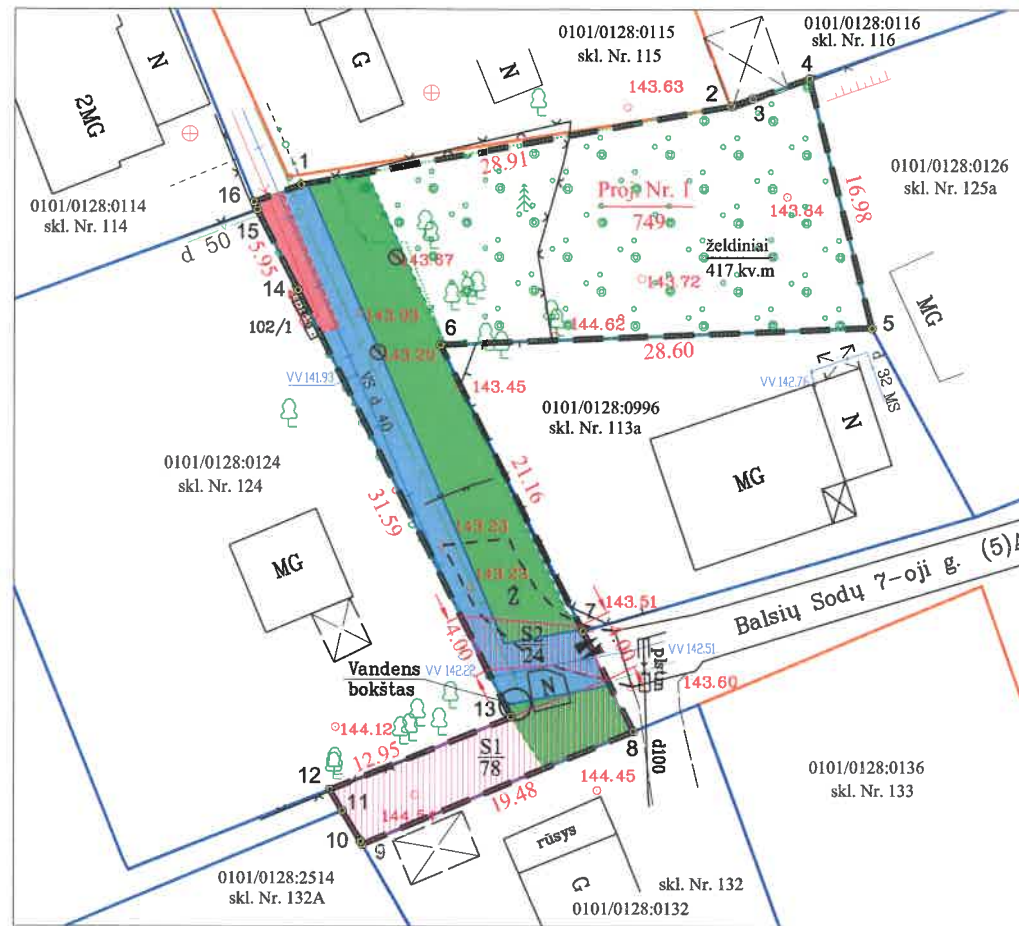 0101/0128:0115
skl. Nr. 115
0101/0128:0116
skl. Nr. 116
N
G
N
2MG
143.63
2
3
4
1
28.91
16
15
0101/0128:0114
skl. Nr. 114
d 50
5.95
14
102/1
Proj. Nr. 1
749
143.84
želdiniai
417 kv.m
143.72
16.98
0101/0128:0126
skl. Nr. 125a
143.87
143.09
143.20
6
144.62
28.60
5
MG
VV 141.93
VŠ d. 40
143.45
VV 142.76
d 32 MS
0101/0128:0996
skl. Nr. 113a
N
MG
0101/0128:0124
skl. Nr. 124
31.59
21.16
MG
143.23
143.23
2
7
143.51
Balsių Sodų 7-oji g. (5)A
4.00
S2
24
4.00
VV 142.51
plstm
Vandens
bokštas
VV 142.22
N
143.60
13
8
144.12
12.95
S1
78
d100
12
11
19.48
144.45
144.54
10
9
0101/0128:0136
skl. Nr. 133
rūsys
0101/0128:2514
skl. Nr. 132A
G
skl. Nr. 132
0101/0128:0132